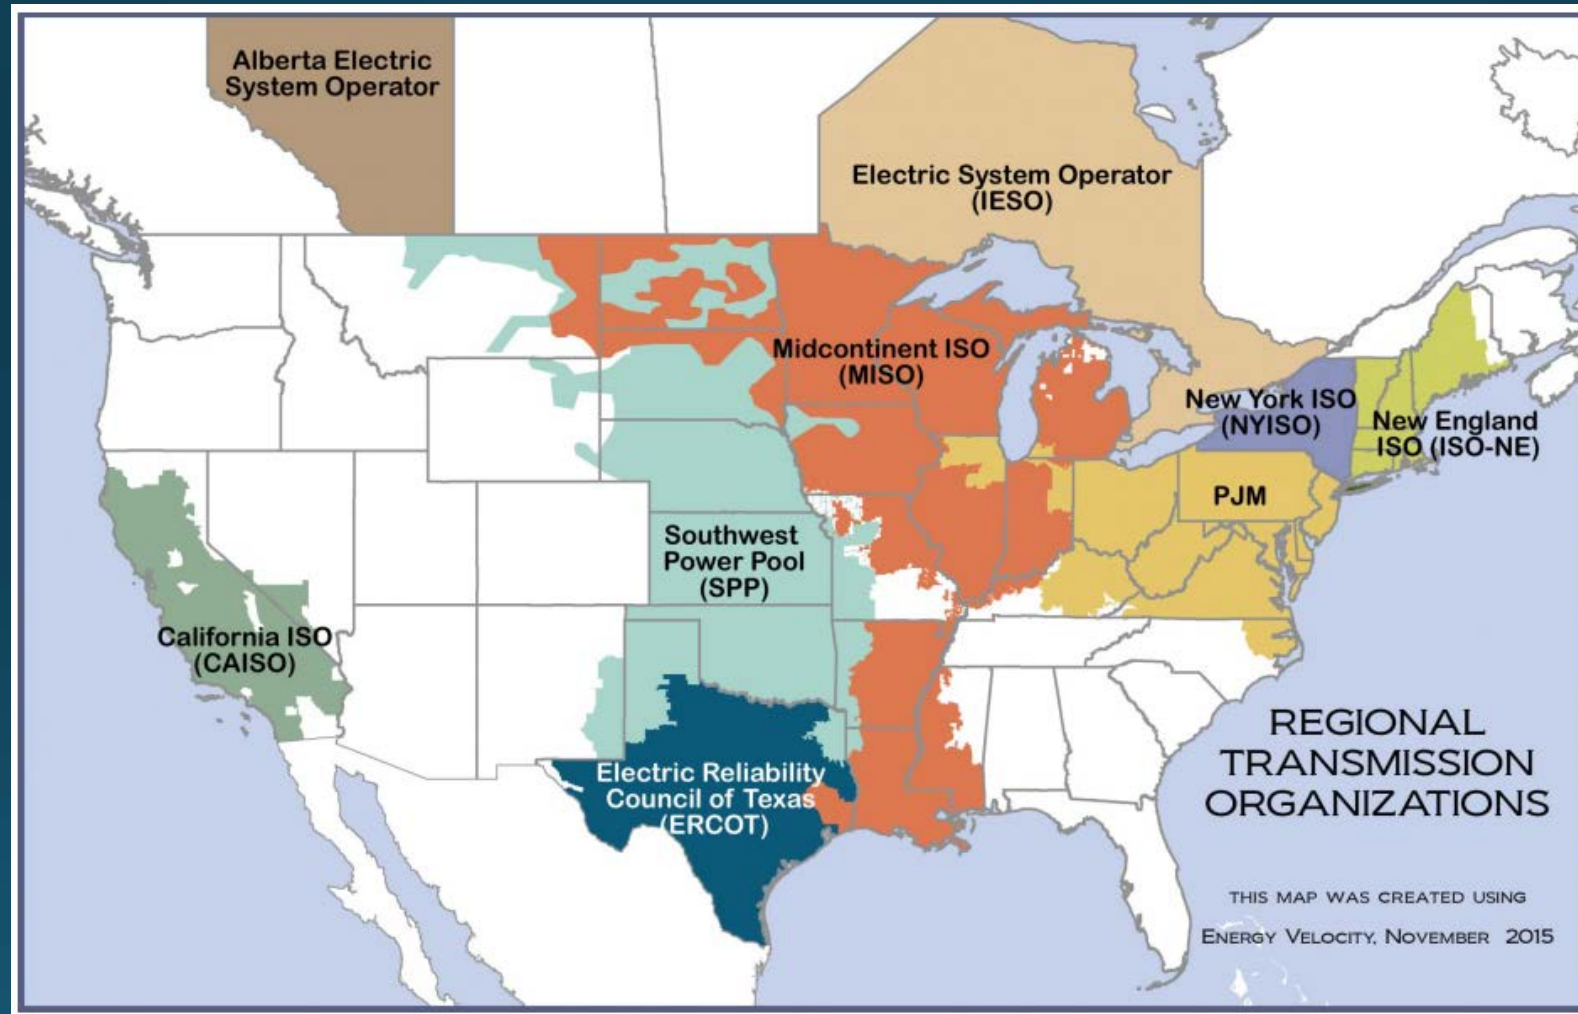 Alberta Electric
System Operator
Electric System Operator
(IESO)
Midcontinent ISO
(MISO)
New York ISO
(NYISO)
New England
ISO (ISO-NE)
PJM
Southwest
Power Pool
(SPP)
California ISO
(CAISO)
Electric Reliability
Council of Texas
(ERCOT)
REGIONAL
TRANSMISSION
ORGANIZATIONS
THIS MAP WAS CREATED USING
ENERGY VELOCITY, NOVEMBER 2015